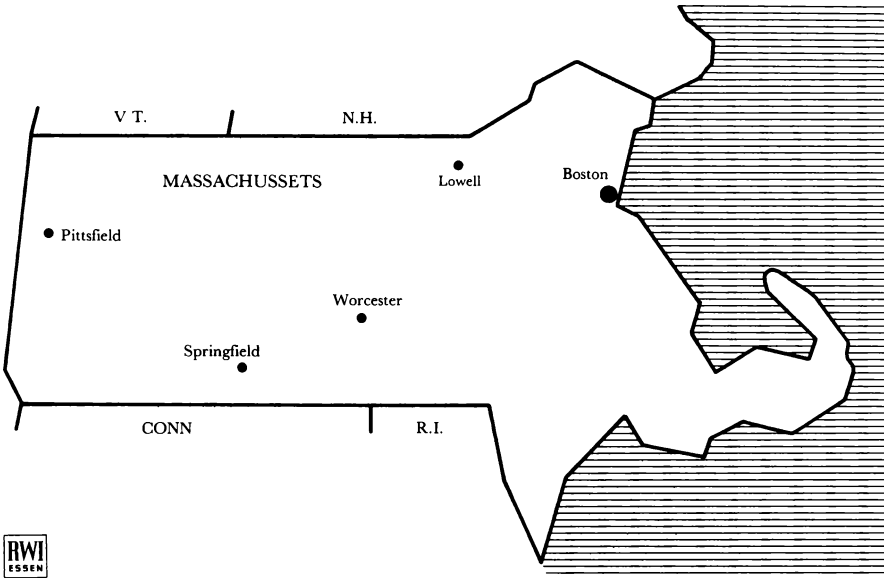 V T.
N.H.
MASSACHUSSETS
Lowell
Boston
Pittsfield
Worcester
Springfield
CONN
R.I.
RWI
ESSEN